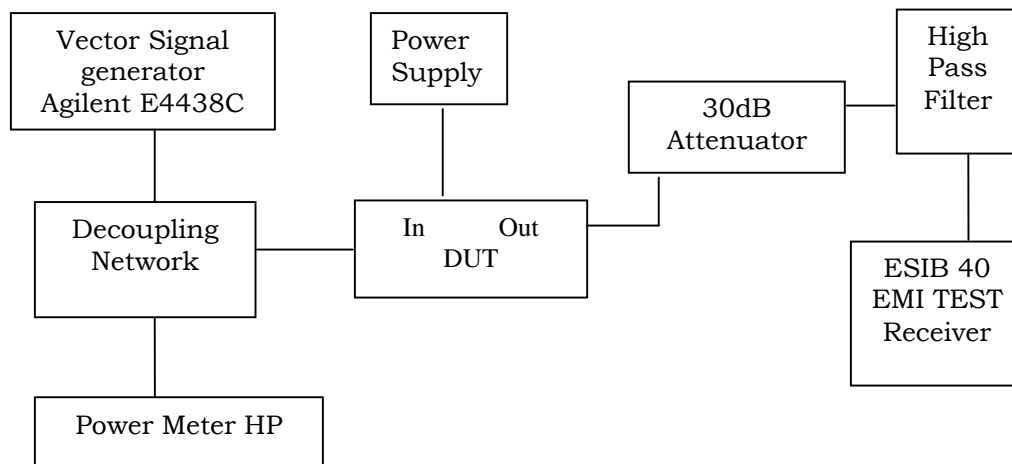 Vector Signal
generator
Agilent E4438C
Power
Supply
High
Pass
Filter
30dB
Attenuator
Decoupling
Network
In Out
DUT
ESIB 40
EMI TEST
Receiver
Power Meter HP